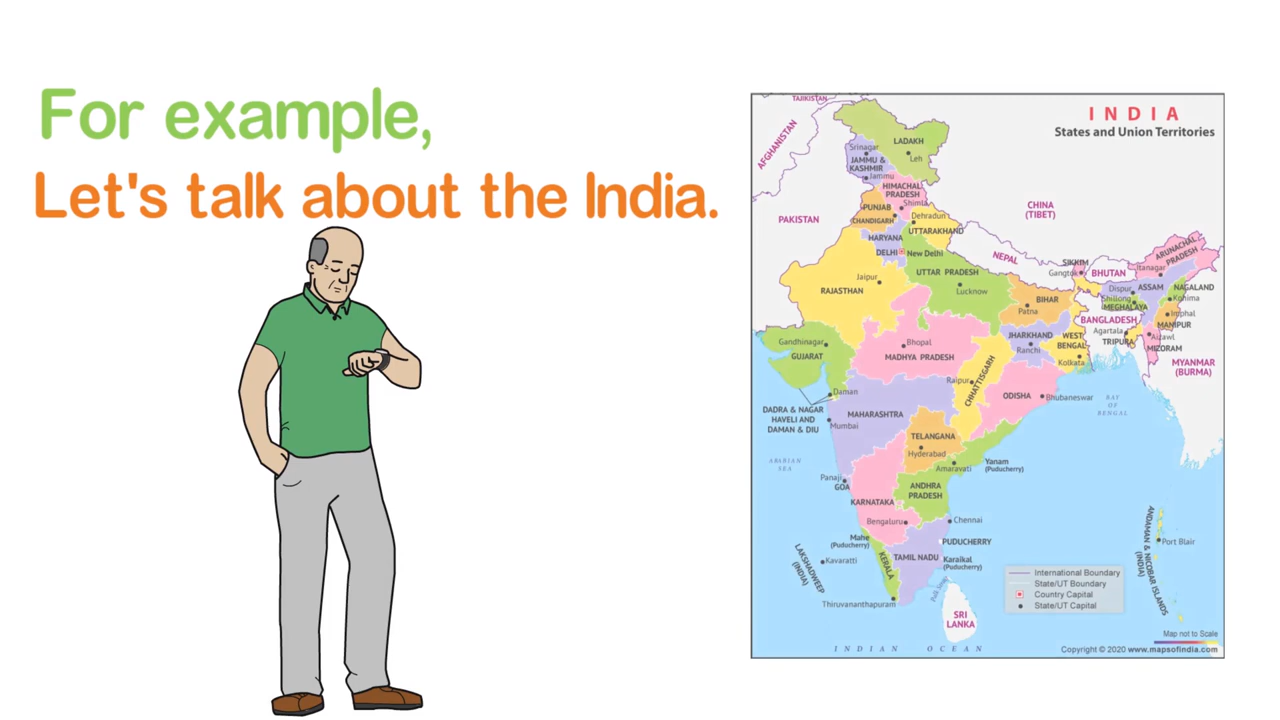 For example,
Let's talk about the India.
INDIA
States and Union Territories
TAJIKISTAN
AFGHANISTAN
PAKISTAN
CHINA
(TIBET)
NEPAL
BHUTAN
BANGLADESH
MYANMAR
(BURMA)
SRI
LANKA
LADAKH
Leh
Srinagar
JAMMU &
KASHMIR
Jammu
HIMACHAL
PRADESH
Shimla
PUNJAB
CHANDIGARH
Dehradun
UTTARAKHAND
HARYANA
DELHI
New Delhi
UTTAR PRADESH
Lucknow
Jaipur
RAJASTHAN
SIKKIM
Gangtok
ARUNACHAL
PRADESH
Itanagar
Dispur
ASSAM
NAGALAND
Kohima
Shillong
MEGHALAYA
Imphal
MANIPUR
Agartala
TRIPURA
Aizawl
MIZORAM
BIHAR
Patna
JHARKHAND
Ranchi
WEST
BENGAL
Kolkata
Gandhinagar
GUJARAT
Bhopal
MADHYA PRADESH
Raipur
CHHATTISGARH
ODISHA
Bhubaneswar
Daman
DADRA & NAGAR
HAVELI AND
DAMAN & DIU
MAHARASHTRA
Mumbai
TELANGANA
Hyderabad
Amaravati
Yanam
(Puducherry)
ANDHRA
PRADESH
Panaji
GOA
KARNATAKA
Bengaluru
Chennai
Mahe
(Puducherry)
PUDUCHERRY
TAMIL NADU
Karaikal
(Puducherry)
KERALA
Thiruvananthapuram
LAKSHADWEEP
(INDIA)
Kavaratti
ANDAMAN & NICOBAR ISLANDS
(INDIA)
Port Blair
ARABIAN
SEA
BAY
OF
BENGAL
INDIAN OCEAN
International Boundary
State/UT Boundary
Country Capital
State/UT Capital
Map not to Scale
Copyright © 2020 www.mapsofindia.com